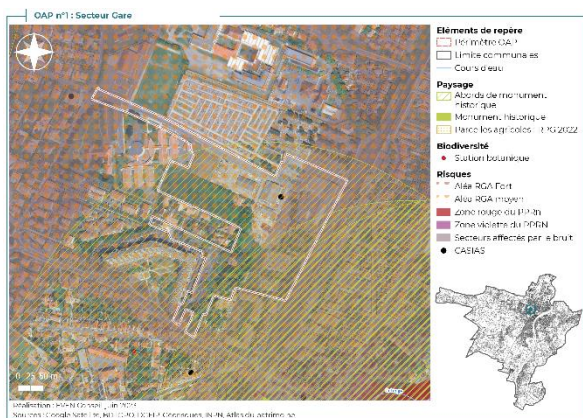 OAP n°1 : Secteur Gare
Eléments de repère
Périmètre OAP
Limite communales
Cours d'eau
Paysage
Abords de monument
historique
Monument historique
Parcelles agricoles - RPG 2022
Biodiversité
Station botanique
Risques
Aléa RGA Fort
Aléa RGA moyen
Zone rouge du PPRn
Zone violette du PPRN
Secteurs affectés par le bruit
CASIAS
0 25 50 m
Réalisation : EVEN Conseil, juin
Sources : Google Satellite, BD TOPO, Géorisques, INPN, Atlas du patrimoine